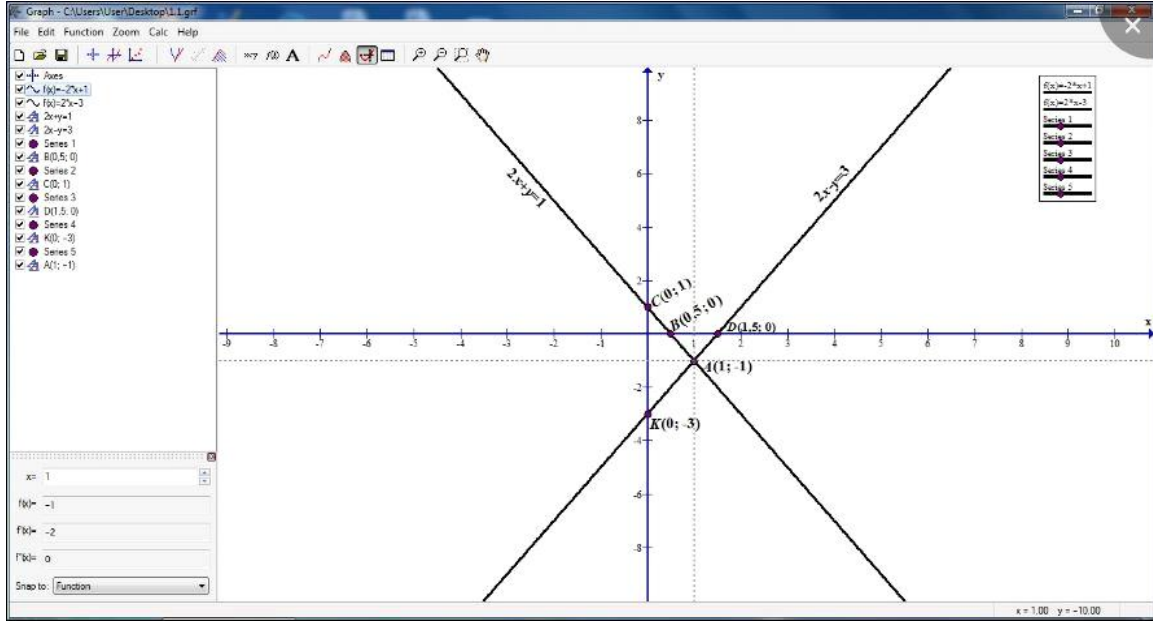 Graph - C:\Users\User\Desktop\1.1.grf
File Edit Function Zoom Calc Help
Axes
f(x)=-2*x+1
f(x)=2*x-3
2x+y=1
2x-y=3
Series 1
B(0,5; 0)
Series 2
C(0; 1)
Series 3
D(1,5; 0)
Series 4
K(0; -3)
Series 5
A(1; -1)
x= 1
f(x)= -1
f'(x)= -2
f''(x)= 0
Snap to: Function
y
8
6
4
2
-2
-4
-6
-8
x
-9 -8 -7 -6 -5 -4 -3 -2 -1 1 2 3 4 5 6 7 8 9 10
2x+y=1
2x-y=3
C(0; 1)
B(0,5; 0)
D(1,5; 0)
A(1; -1)
K(0; -3)
f(x)=-2*x+1
f(x)=2*x-3
Series 1
Series 2
Series 3
Series 4
Series 5
x = 1.00 y = -10.00